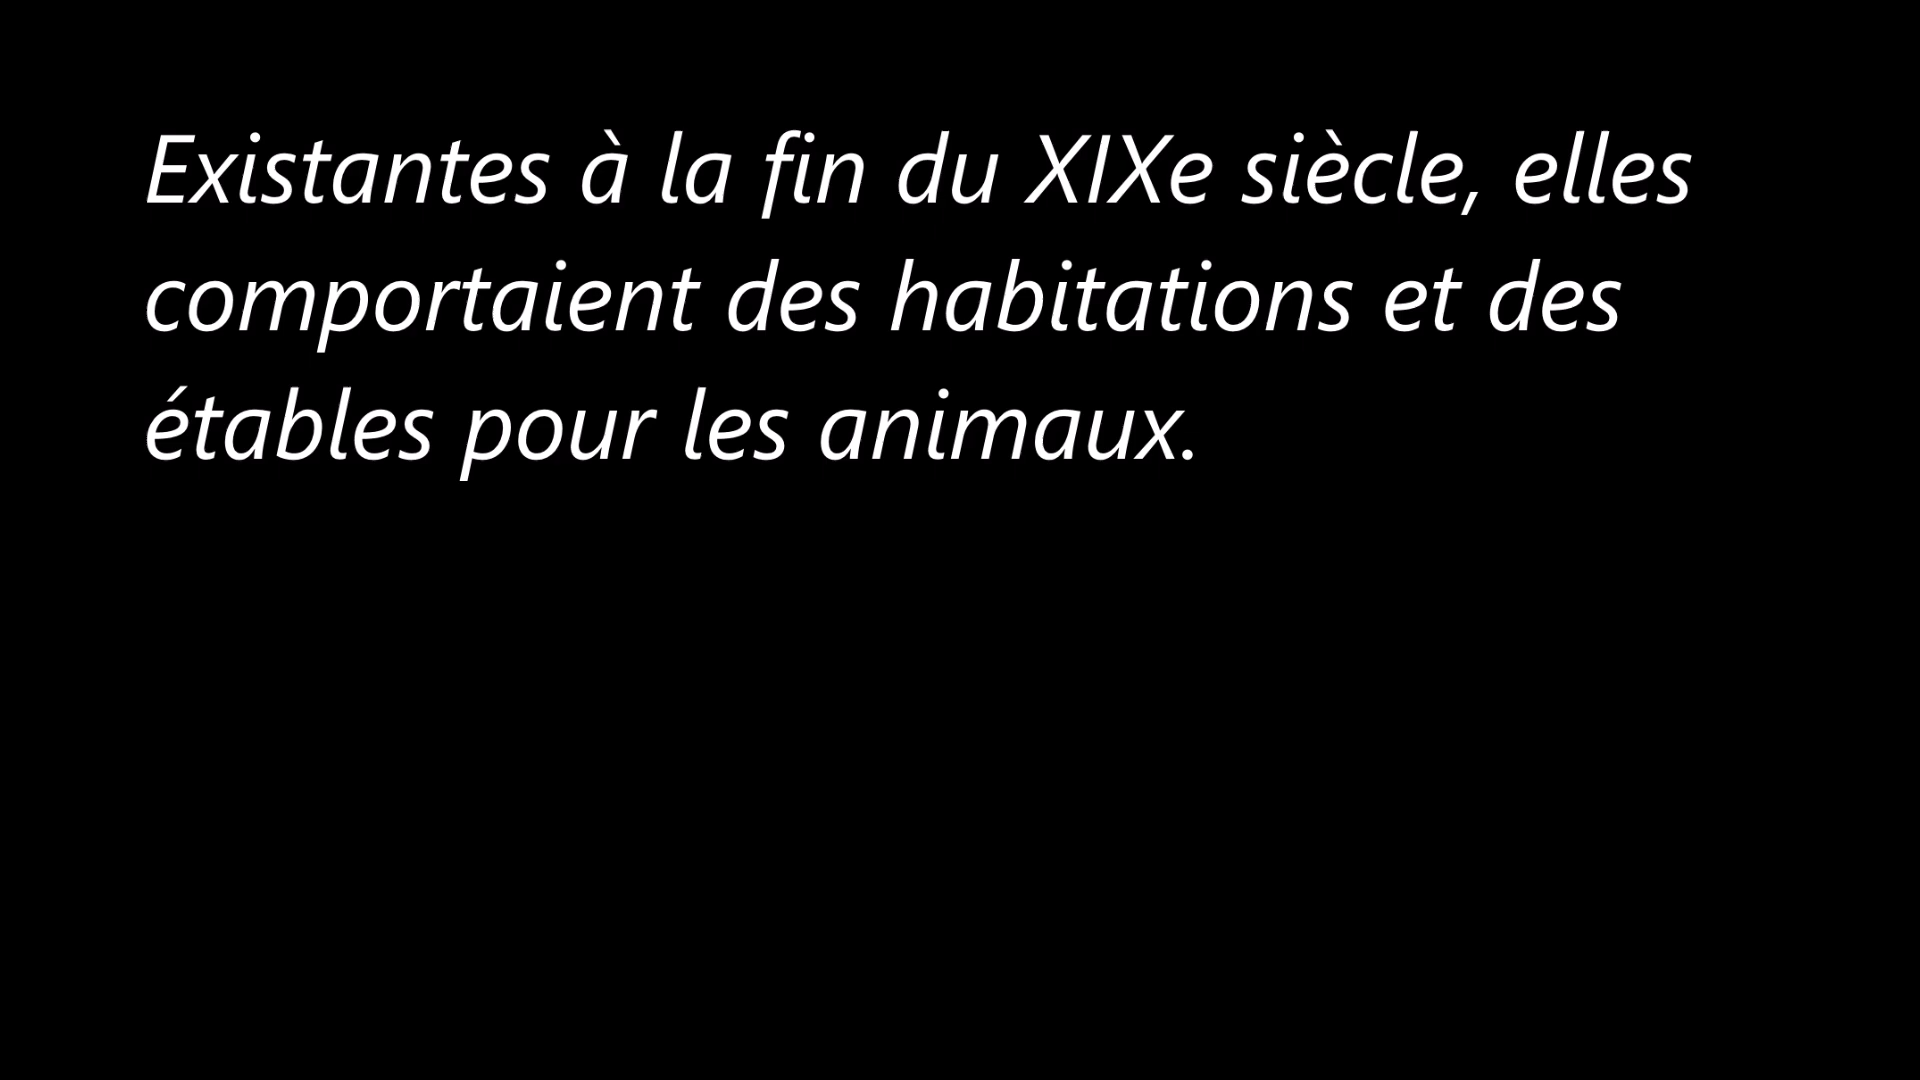 Existantes à la fin du XIXe siècle, elles
comportaient des habitations et des
étables pour les animaux.